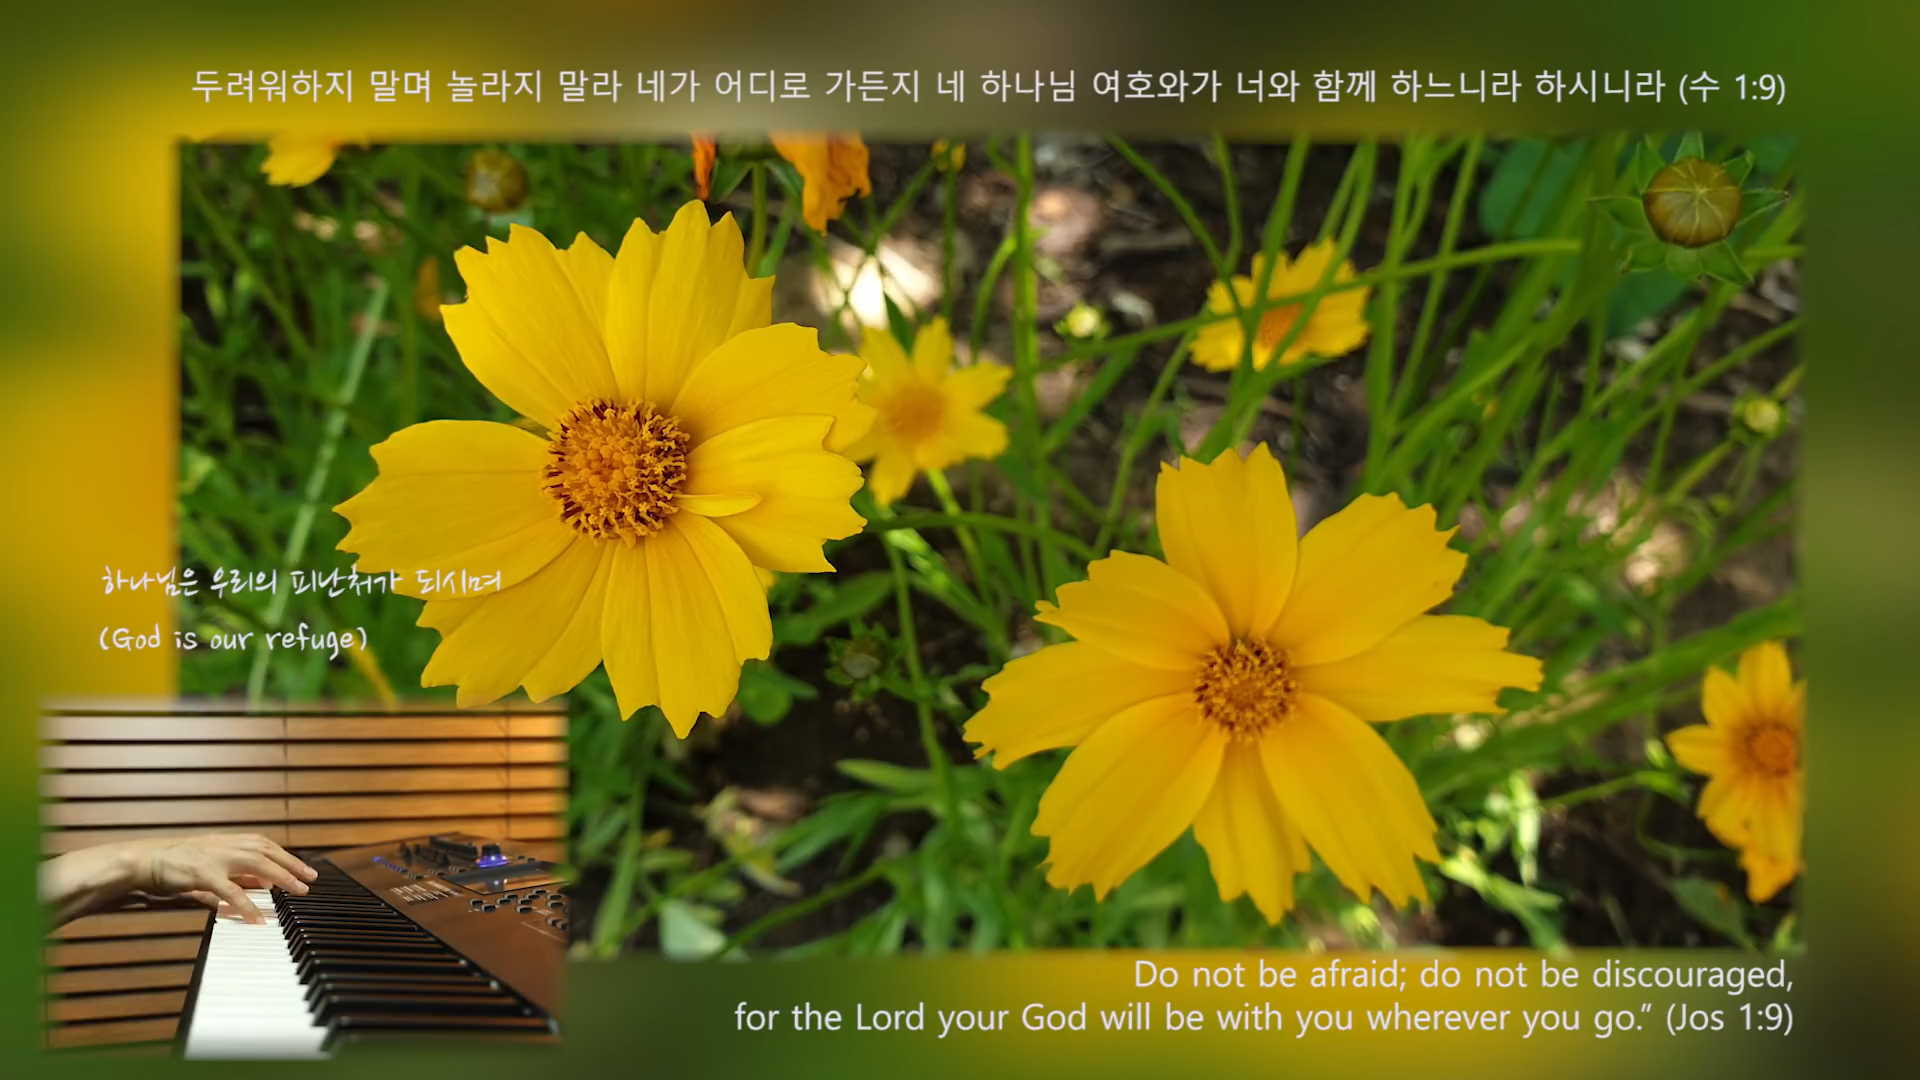 두려워하지 말며 놀라지 말라 네가 어디로 가든지 네 하나님 여호와가 너와 함께 하느니라 하시니라 (수 1:9)
하나님은 우리의 피난처가 되시며
(God is our refuge)
Do not be afraid; do not be discouraged,
for the Lord your God will be with you wherever you go.” (Jos 1:9)